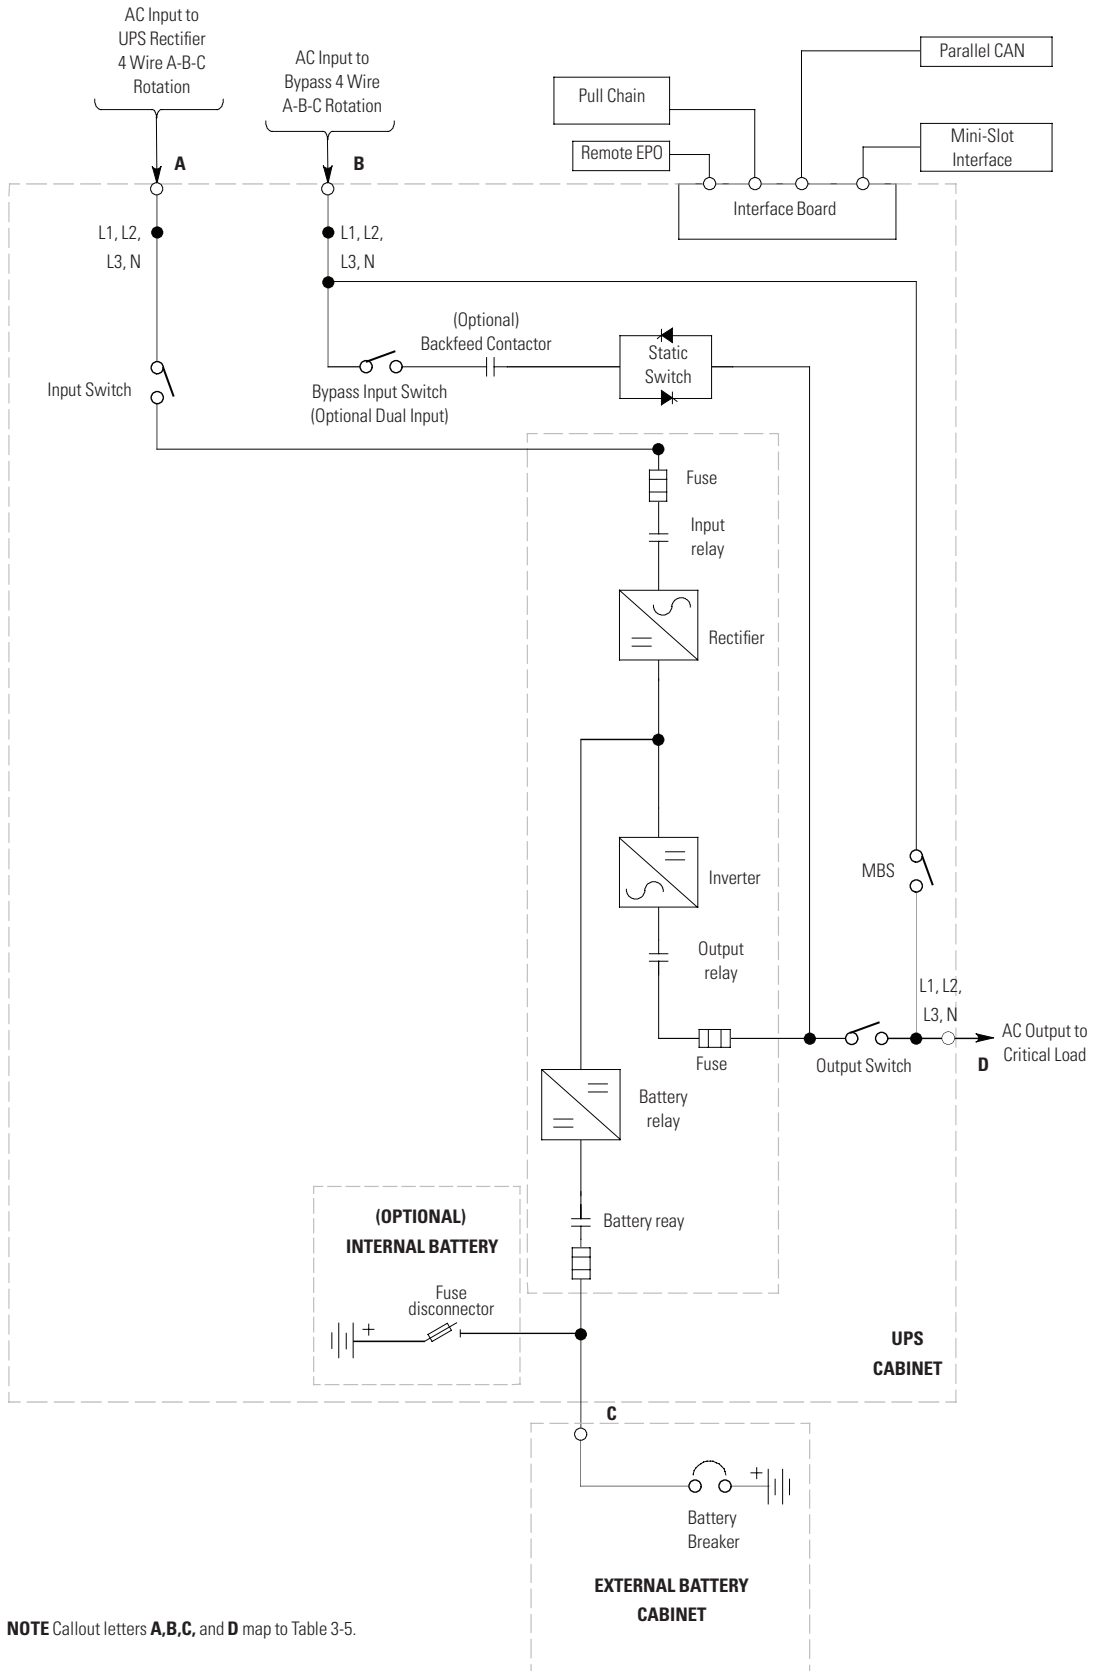 AC Input to
UPS Rectifier
4 Wire A-B-C
Rotation
AC Input to
Bypass 4 Wire
A-B-C Rotation
Parallel CAN
Pull Chain
Mini-Slot
Interface
Remote EPO
A
B
Interface Board
L1, L2,
L3, N
L1, L2,
L3, N
(Optional)
Backfeed Contactor
Static
Switch
Input Switch
Bypass Input Switch
(Optional Dual Input)
Fuse
Input
relay
Rectifier
MBS
Inverter
Output
relay
L1, L2,
L3, N
AC Output to
Critical Load
Fuse
Output Switch
D
Battery
relay
(OPTIONAL)
INTERNAL BATTERY
Battery reay
Fuse
disconnector
+
UPS
CABINET
C
+
Battery
Breaker
EXTERNAL BATTERY
CABINET
NOTE Callout letters A,B,C, and D map to Table 3-5.